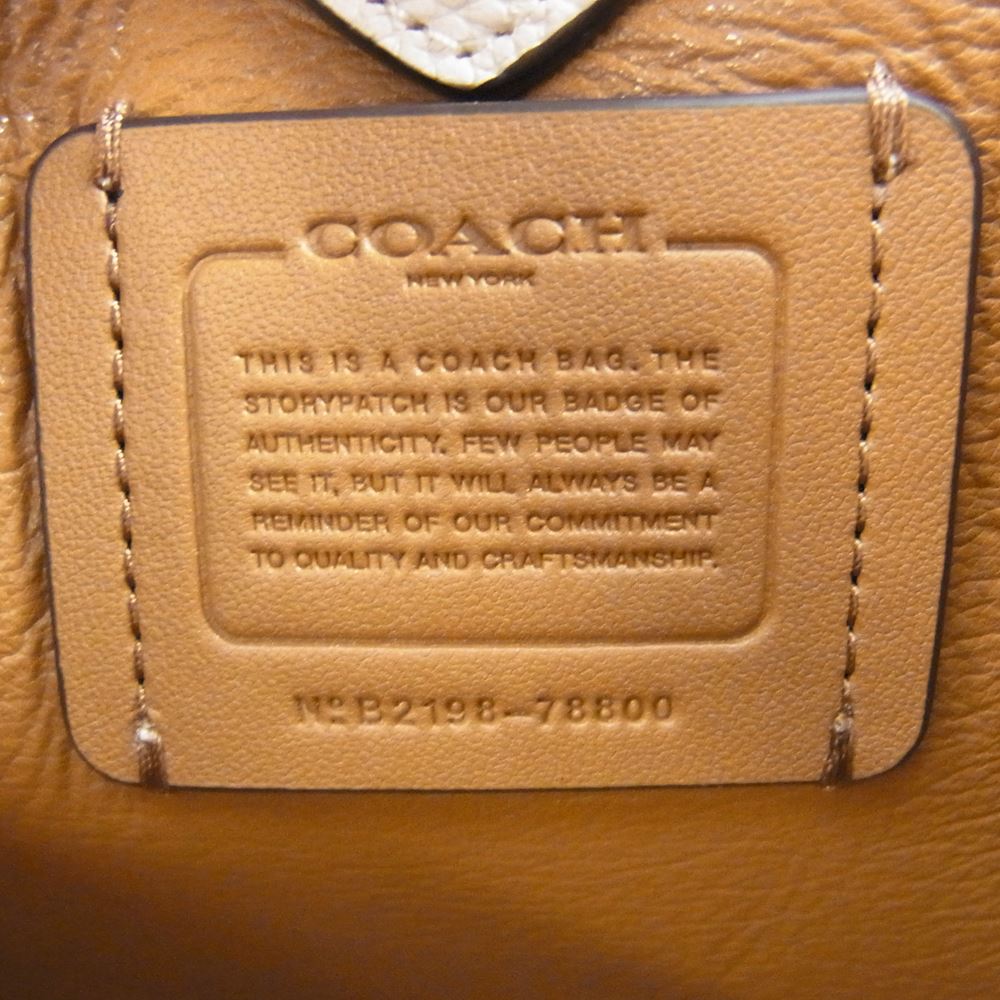 COACH
NEW YORK
THIS IS A COACH BAG. THE
STORYPATCH IS OUR BADGE OF
AUTHENTICITY. FEW PEOPLE MAY
SEE IT, BUT IT WILL ALWAYS BE A
REMINDER OF OUR COMMITMENT
TO QUALITY AND CRAFTSMANSHIP.
Nº B2198-78800